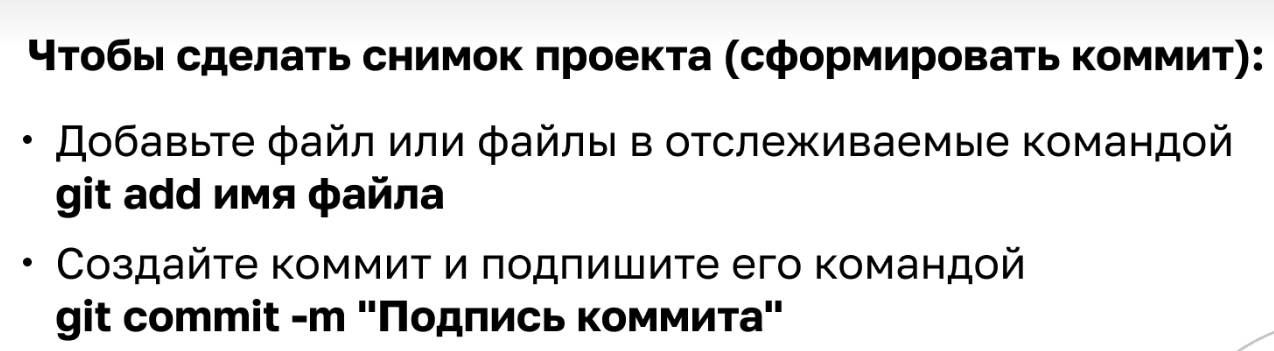 Чтобы сделать снимок проекта (сформировать коммит):
• Добавьте файл или файлы в отслеживаемые командой
git add имя файла
• Создайте коммит и подпишите его командой
git commit -m "Подпись коммита"